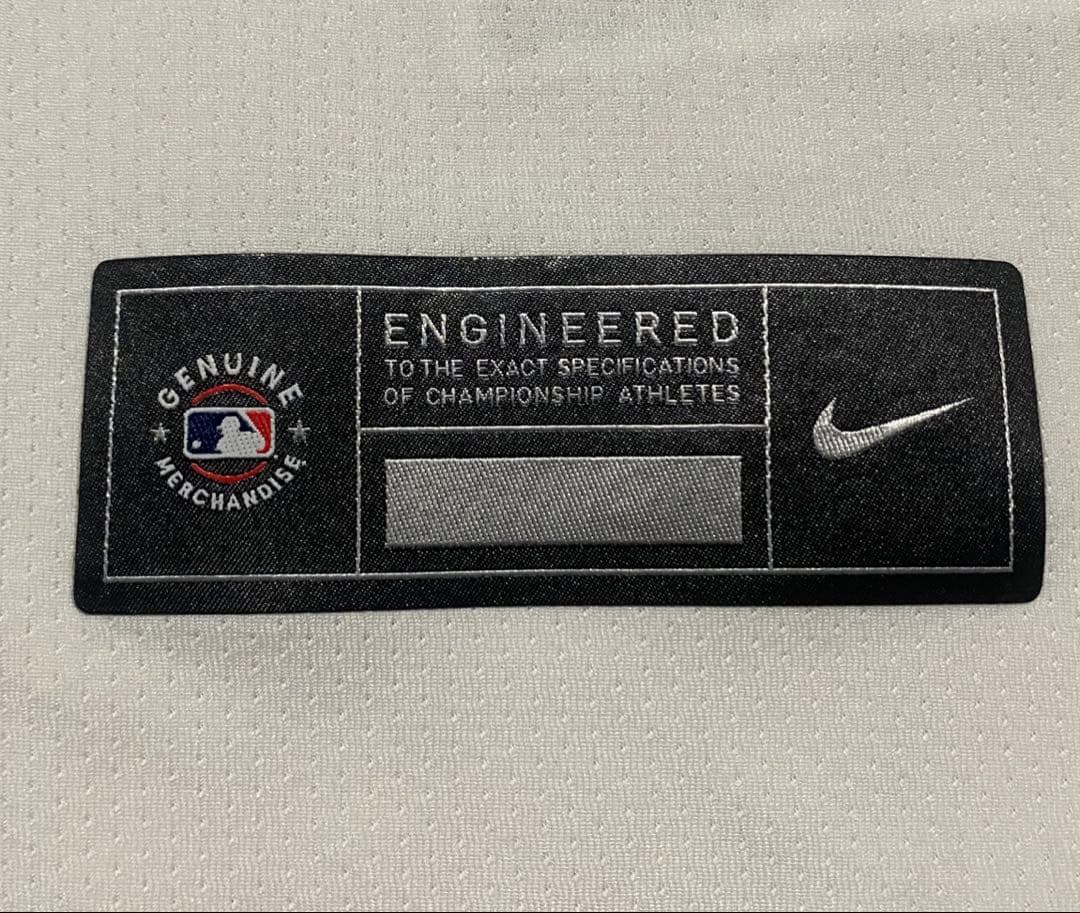 GENUINE
MERCHANDISE
ENGINEERED
TO THE EXACT SPECIFICATIONS
OF CHAMPIONSHIP ATHLETES